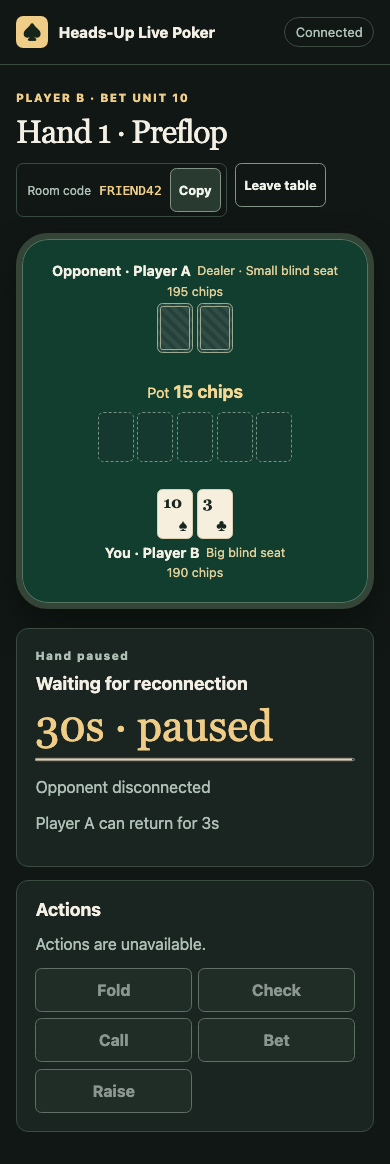 Heads-Up Live Poker
Connected
PLAYER B · BET UNIT 10
Hand 1 · Preflop
Room code FRIEND42 Copy
Leave table
Opponent · Player A Dealer · Small blind seat
195 chips
Pot 15 chips
10 3
You · Player B Big blind seat
190 chips
Hand paused
Waiting for reconnection
30s · paused
Opponent disconnected
Player A can return for 3s
Actions
Actions are unavailable.
Fold Check
Call Bet
Raise